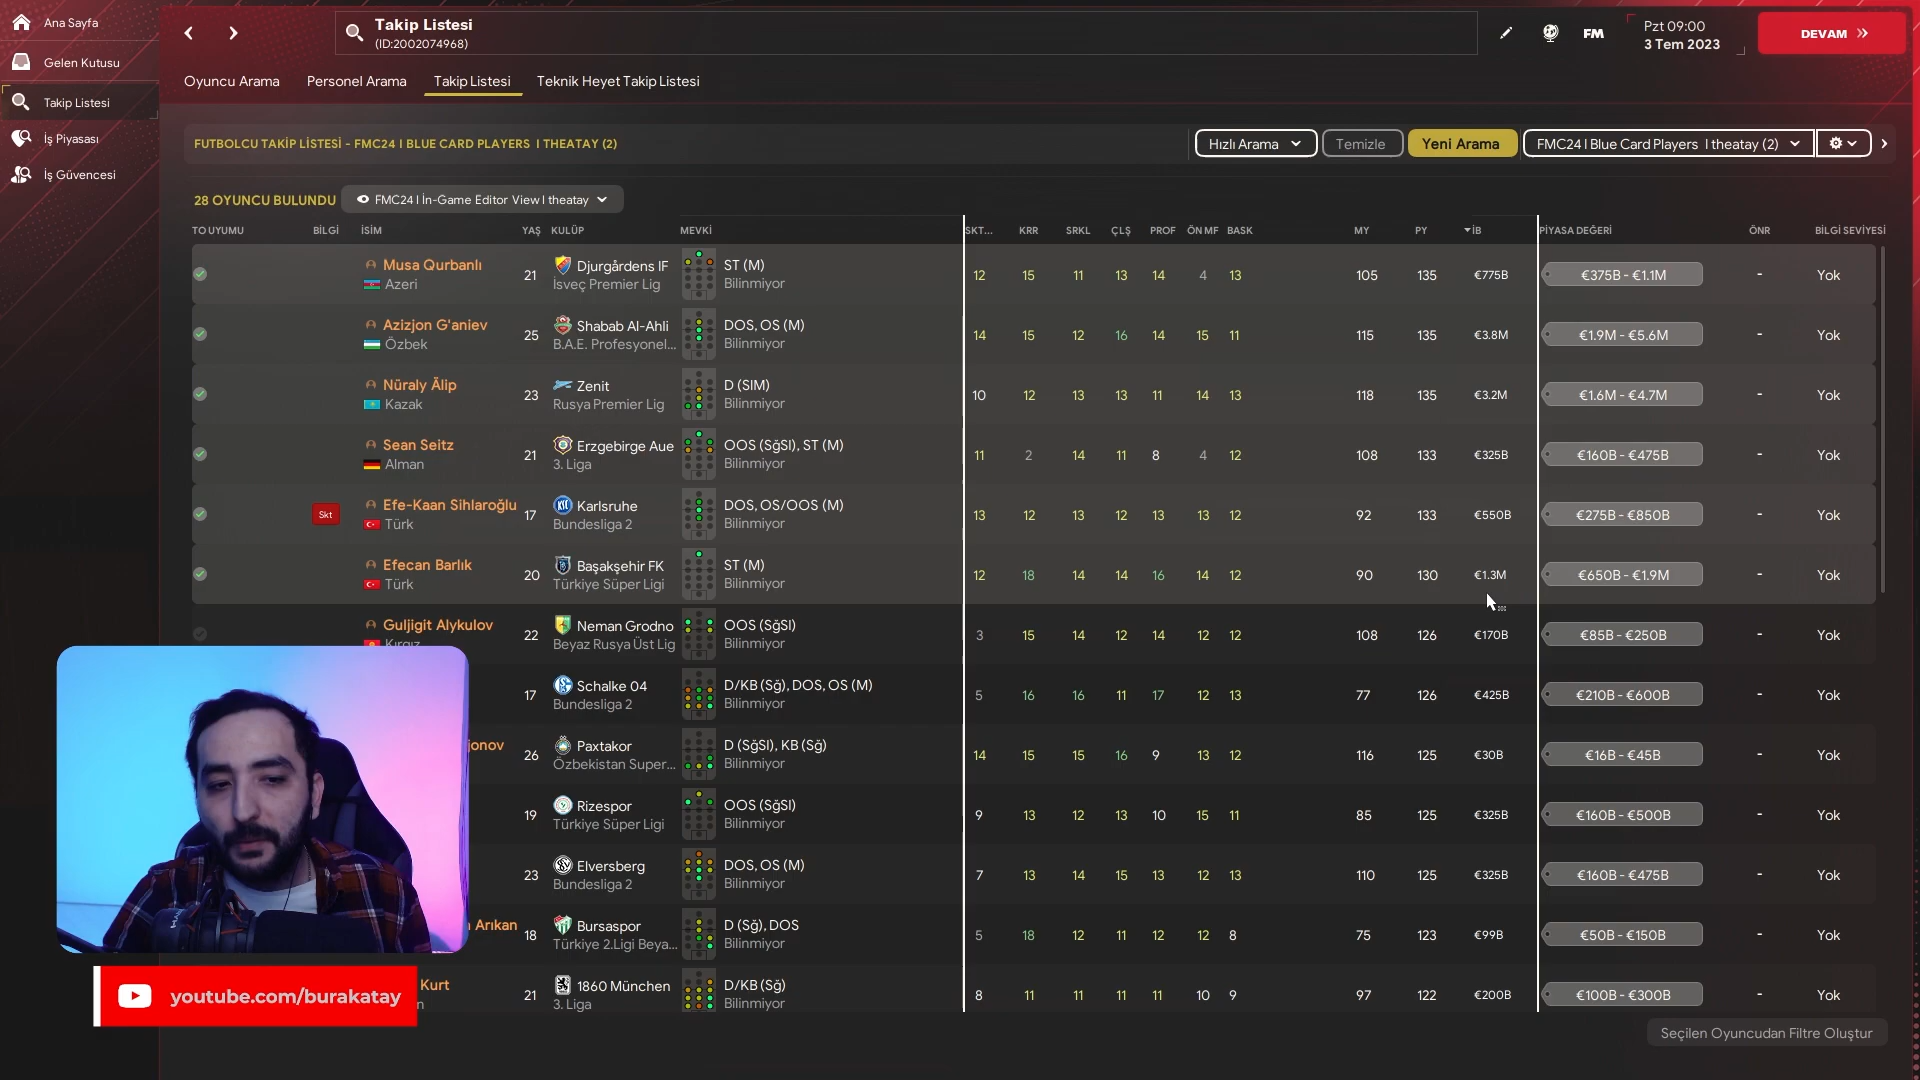 Ana Sayfa
Gelen Kutusu
Takip Listesi
İş Piyasası
İş Güvencesi
Takip Listesi
(ID:2002074968)
FM
Pzt 09:00
3 Tem 2023
DEVAM
Oyuncu Arama Personel Arama Takip Listesi Teknik Heyet Takip Listesi
FUTBOLCU TAKİP LİSTESİ - FMC24 I BLUE CARD PLAYERS I THEATAY (2)
Hızlı Arama Temizle Yeni Arama FMC24 I Blue Card Players I theatay (2)
28 OYUNCU BULUNDU FMC24 I İn-Game Editor View I theatay
TO UYUMU BİLGİ İSİM YAŞ KULÜP MEVKİ SKT... KRR SRKL ÇLŞ PROF ÖN MF BASK MY PY İB PİYASA DEĞERİ ÖNR BİLGİ SEVİYESİ
Musa Qurbanlı 21 Djurgårdens IF ST (M) 12 15 11 13 14 4 13 105 135 €775B €375B - €1.1M - Yok
Azeri İsveç Premier Lig Bilinmiyor
Azizjon G'aniev 25 Shabab Al-Ahli DOS, OS (M) 14 15 12 16 14 15 11 115 135 €3.8M €1.9M - €5.6M - Yok
Özbek B.A.E. Profesyonel... Bilinmiyor
Nūraly Älip 23 Zenit D (SIM) 10 12 13 13 11 14 13 118 135 €3.2M €1.6M - €4.7M - Yok
Kazak Rusya Premier Lig Bilinmiyor
Sean Seitz 21 Erzgebirge Aue OOS (SğSI), ST (M) 11 2 14 11 8 4 12 108 133 €325B €160B - €475B - Yok
Alman 3. Liga Bilinmiyor
Skt Efe-Kaan Sihlaroğlu 17 Karlsruhe DOS, OS/OOS (M) 13 12 13 12 13 13 12 92 133 €550B €275B - €850B - Yok
Türk Bundesliga 2 Bilinmiyor
Efecan Barlık 20 Başakşehir FK ST (M) 12 18 14 14 16 14 12 90 130 €1.3M €650B - €1.9M - Yok
Türk Türkiye Süper Ligi Bilinmiyor
Guljigit Alykulov 22 Neman Grodno OOS (SğSI) 3 15 14 12 14 12 12 108 126 €170B €85B - €250B - Yok
Kırgız Beyaz Rusya Üst Lig Bilinmiyor
17 Schalke 04 D/KB (Sğ), DOS, OS (M) 5 16 16 11 17 12 13 77 126 €425B €210B - €600B - Yok
Bundesliga 2 Bilinmiyor
jonov 26 Paxtakor D (SğSI), KB (Sğ) 14 15 15 16 9 13 12 116 125 €30B €16B - €45B - Yok
Özbekistan Super... Bilinmiyor
19 Rizespor OOS (SğSI) 9 13 12 13 10 15 11 85 125 €325B €160B - €500B - Yok
Türkiye Süper Ligi Bilinmiyor
23 Elversberg DOS, OS (M) 7 13 14 15 13 12 13 110 125 €325B €160B - €475B - Yok
Bundesliga 2 Bilinmiyor
Arıkan 18 Bursaspor D (Sğ), DOS 5 18 12 11 12 12 8 75 123 €99B €50B - €150B - Yok
Türkiye 2.Ligi Beya... Bilinmiyor
Kurt 21 1860 München D/KB (Sğ) 8 11 11 11 11 10 9 97 122 €200B €100B - €300B - Yok
n 3. Liga Bilinmiyor
youtube.com/burakatay
Seçilen Oyuncudan Filtre Oluştur